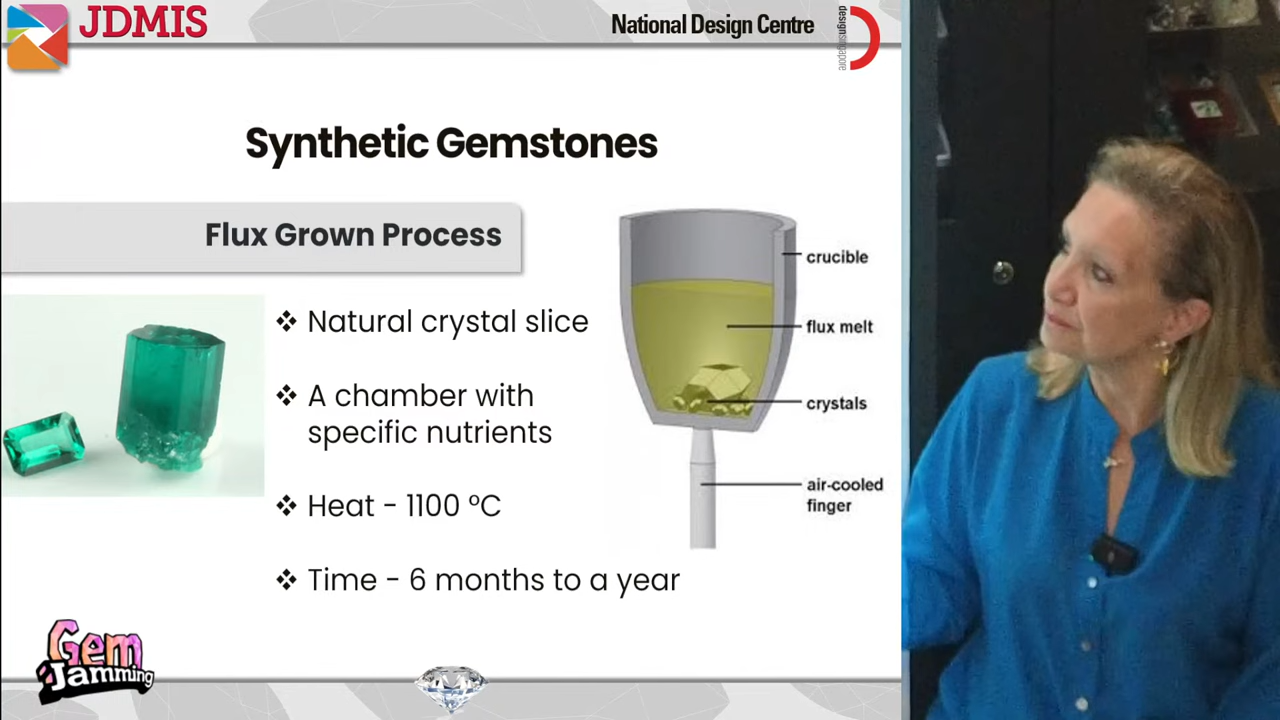 JDMIS
National Design Centre
designsingapore
Synthetic Gemstones
Flux Grown Process
❖ Natural crystal slice
❖ A chamber with
specific nutrients
❖ Heat - 1100 °C
❖ Time - 6 months to a year
crucible
flux melt
crystals
air-cooled
finger
Gem
Jamming